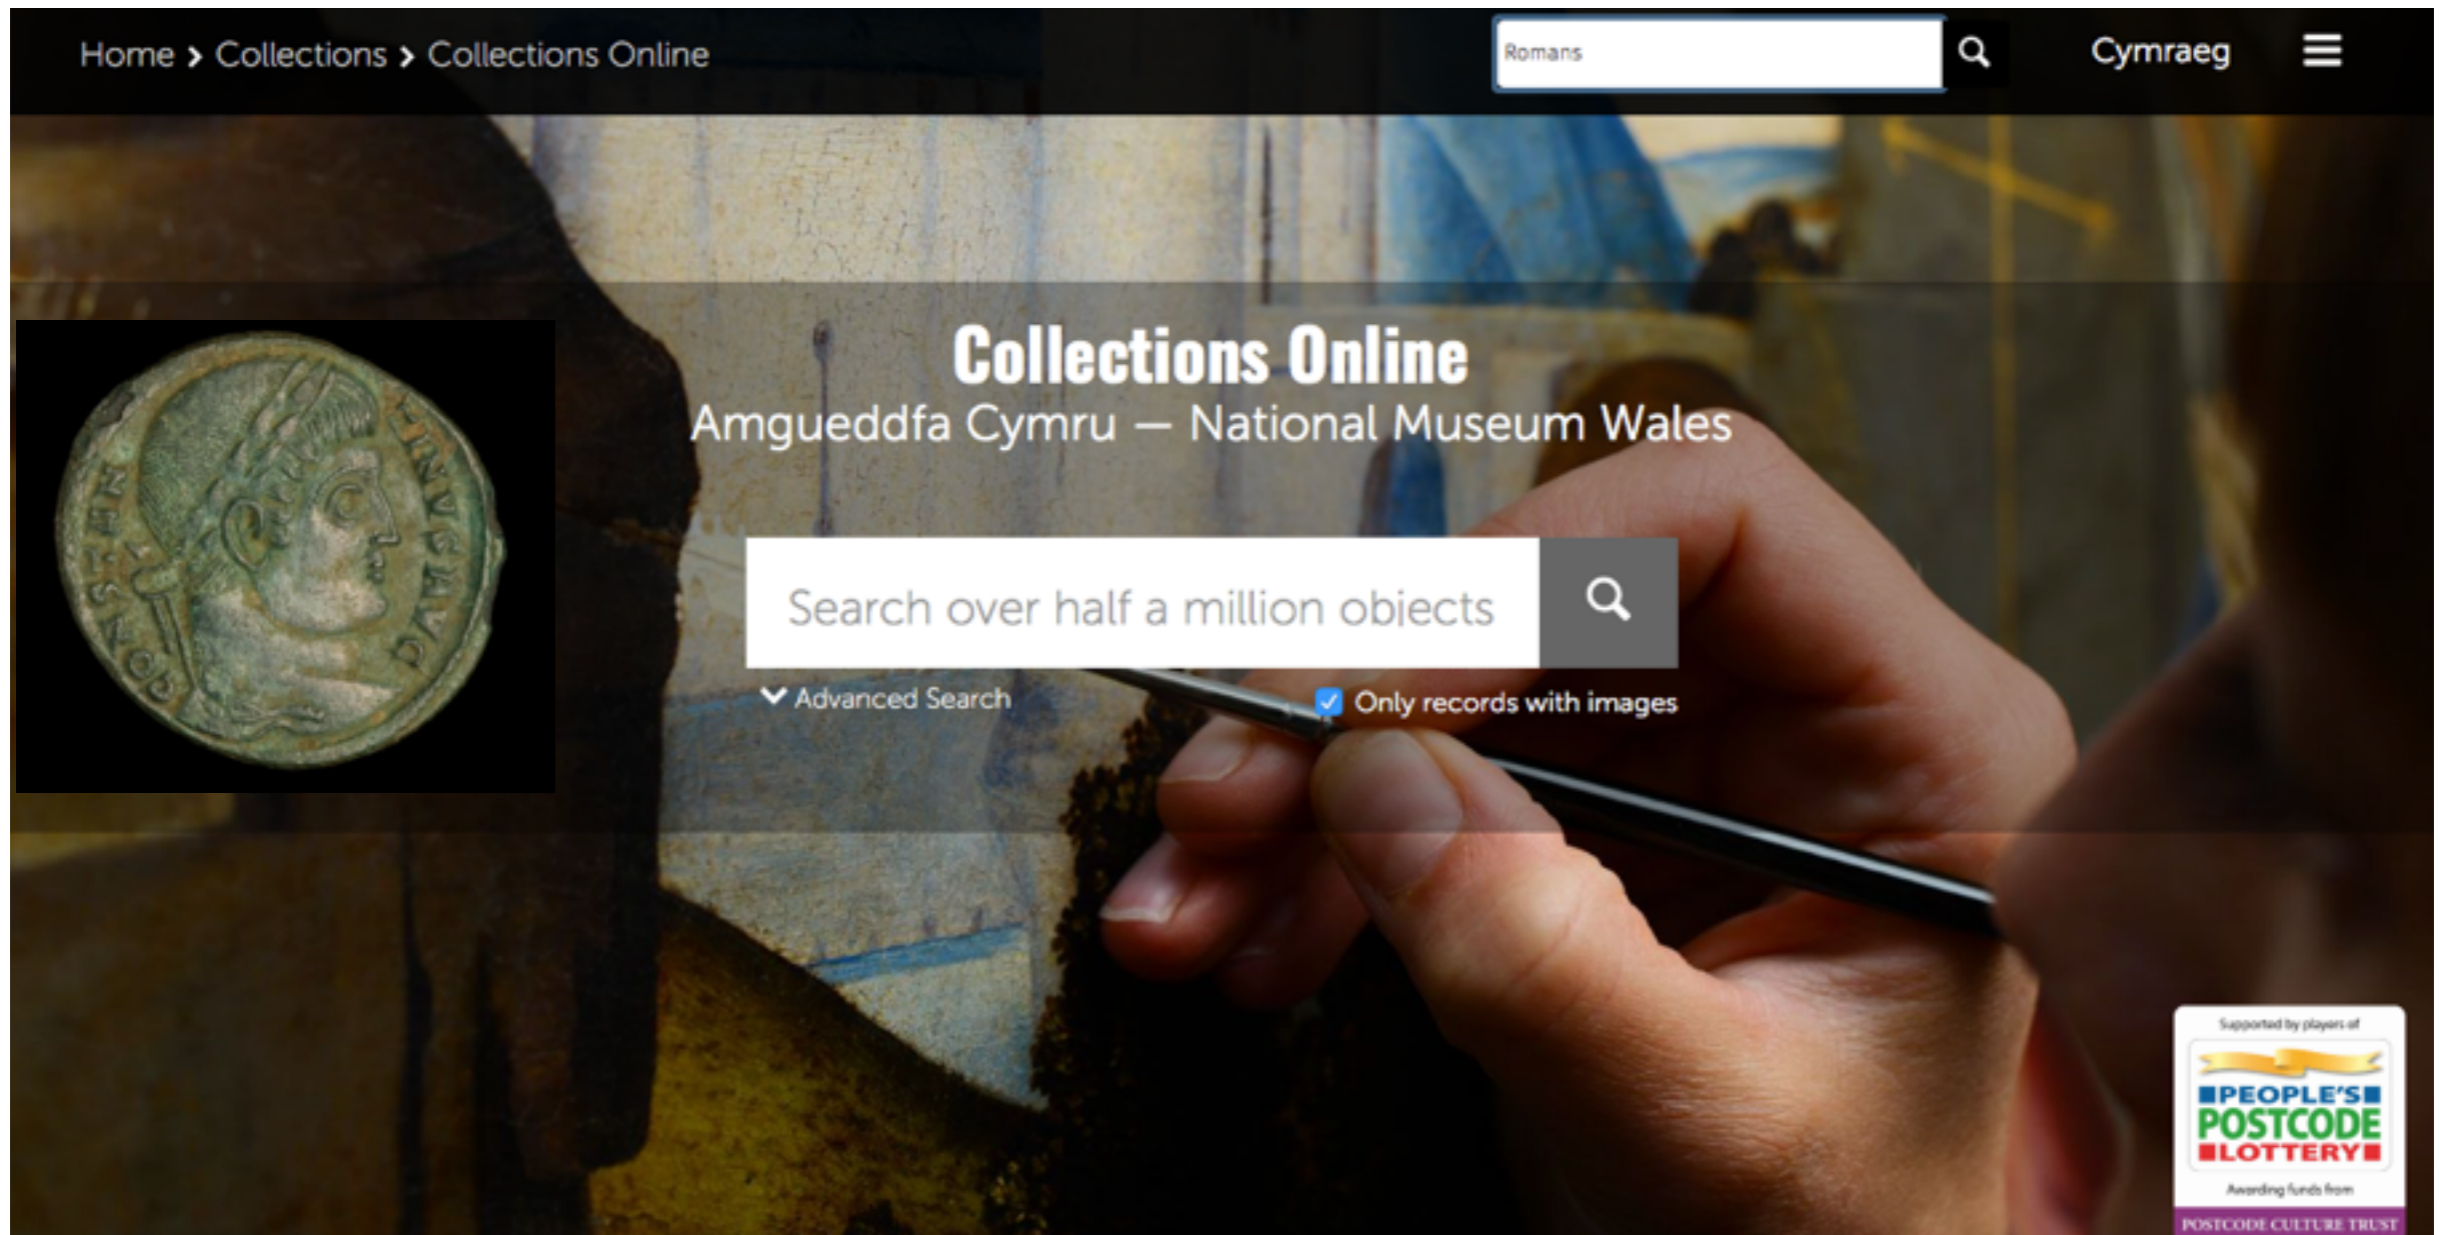 Home > Collections > Collections Online
Romans
Cymraeg
Collections Online
Amgueddfa Cymru — National Museum Wales
Search over half a million objects
Advanced Search
Only records with images
CONSTAN TINVS AVG
Supported by players of
PEOPLE'S
POSTCODE
LOTTERY
Awarding funds from
POSTCODE CULTURE TRUST